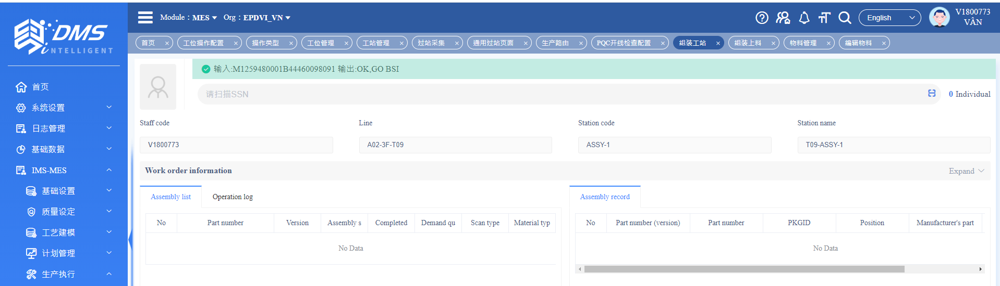 DMS
iNTELLIGENT
Module：MES Org：EPDVI_VN
English
V1800773
VÂN
首页 × 工位操作配置 × 操作类型 × 工位管理 × 工站管理 × 过站采集 × 通用过站页面 × 生产路由 × PQC开线检查配置 × 组装工站 × 组装上料 × 物料管理 × 编辑物料 ×
首页
系统设置
日志管理
基础数据
IMS-MES
基础设置
质量设定
工艺建模
计划管理
生产执行
输入:M1259480001B44460098091 输出:OK,GO BSI
请扫描SSN
0 Individual
Staff code Line Station code Station name
V1800773 A02-3F-T09 ASSY-1 T09-ASSY-1
Work order information Expand
Assembly list Operation log
No Part number Version Assembly s Completed Demand qu Scan type Material typ
No Data
Assembly record
No Part number (version) Part number PKGID Position Manufacturer's part
No Data